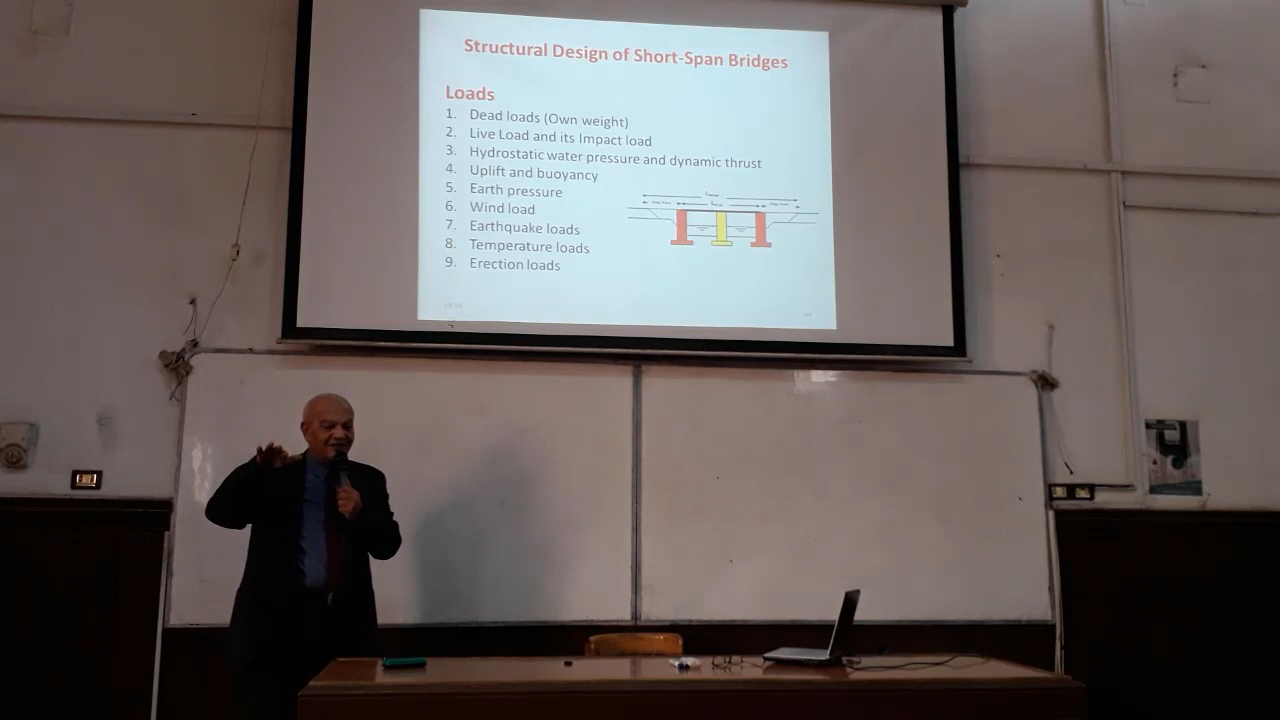 Structural Design of Short-Span Bridges
Loads
1. Dead loads (Own weight)
2. Live Load and its Impact load
3. Hydrostatic water pressure and dynamic thrust
4. Uplift and buoyancy
5. Earth pressure
6. Wind load
7. Earthquake loads
8. Temperature loads
9. Erection loads